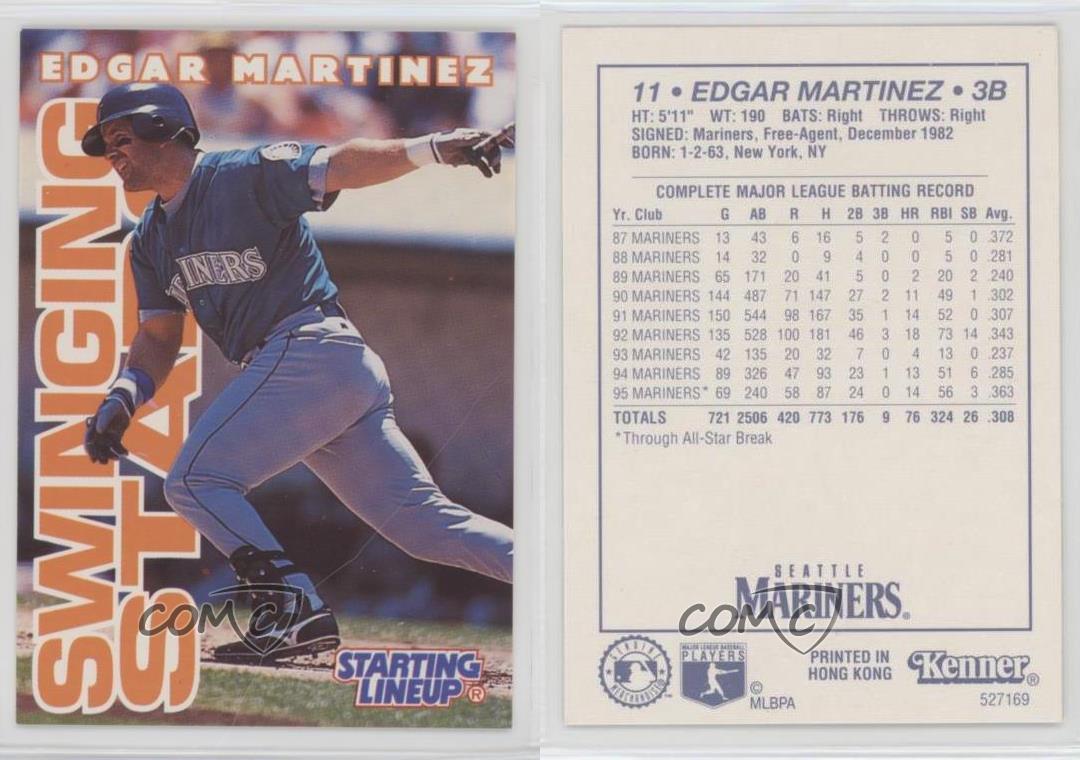 EDGAR MARTINEZ
SWINGING
STARS
MARINERS
STARTING
LINEUP®
COMC
11 • EDGAR MARTINEZ • 3B
HT: 5'11" WT: 190 BATS: Right THROWS: Right
SIGNED: Mariners, Free-Agent, December 1982
BORN: 1-2-63, New York, NY
COMPLETE MAJOR LEAGUE BATTING RECORD
Yr. Club G AB R H 2B 3B HR RBI SB Avg.
87 MARINERS 13 43 6 16 5 2 0 5 0 .372
88 MARINERS 14 32 0 9 4 0 0 5 0 .281
89 MARINERS 65 171 20 41 5 0 2 20 2 .240
90 MARINERS 144 487 71 147 27 2 11 49 1 .302
91 MARINERS 150 544 98 167 35 1 14 52 0 .307
92 MARINERS 135 528 100 181 46 3 18 73 14 .343
93 MARINERS 42 135 20 32 7 0 4 13 0 .237
94 MARINERS 89 326 47 93 23 1 13 51 6 .285
95 MARINERS* 69 240 58 87 24 0 14 56 3 .363
TOTALS 721 2506 420 773 176 9 76 324 26 .308
*Through All-Star Break
SEATTLE
MARINERS®
COMC
GENUINE
MERCHANDISE
MAJOR LEAGUE BASEBALL
PLAYERS
© MLBPA
PRINTED IN
HONG KONG
Kenner®
527169